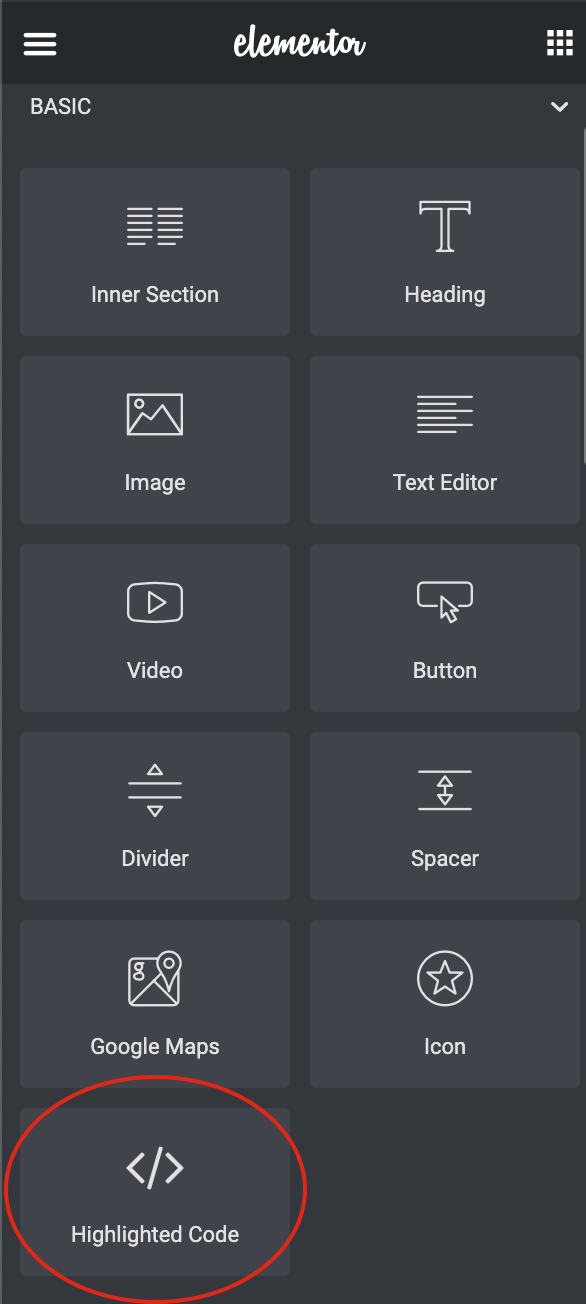 elementor
BASIC
Inner Section
Heading
Image
Text Editor
Video
Button
Divider
Spacer
Google Maps
Icon
Highlighted Code